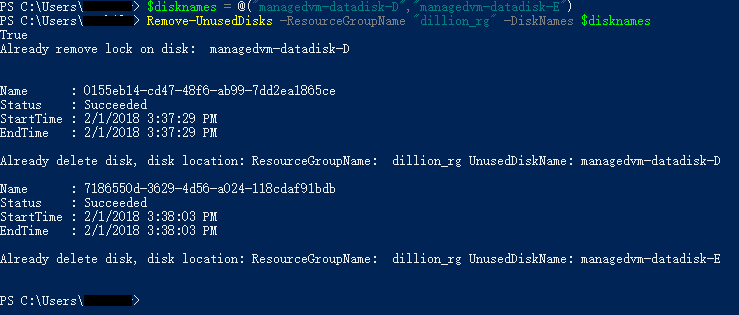 PS C:\Users\> $disknames = @("managedvm-datadisk-D","managedvm-datadisk-E")
PS C:\Users\> Remove-UnusedDisks -ResourceGroupName "dillion_rg" -DiskNames $disknames
True
Already remove lock on disk:  managedvm-datadisk-D
Name      : 0155eb14-cd47-48f6-ab99-7dd2ea1865ce
Status    : Succeeded
StartTime : 2/1/2018 3:37:29 PM
EndTime   : 2/1/2018 3:37:29 PM
Already delete disk, disk location: ResourceGroupName:  dillion_rg UnusedDiskName: managedvm-datadisk-D
Name      : 7186550d-3629-4d56-a024-118cdaf91bdb
Status    : Succeeded
StartTime : 2/1/2018 3:38:03 PM
EndTime   : 2/1/2018 3:38:03 PM
Already delete disk, disk location: ResourceGroupName:  dillion_rg UnusedDiskName: managedvm-datadisk-E
PS C:\Users\>